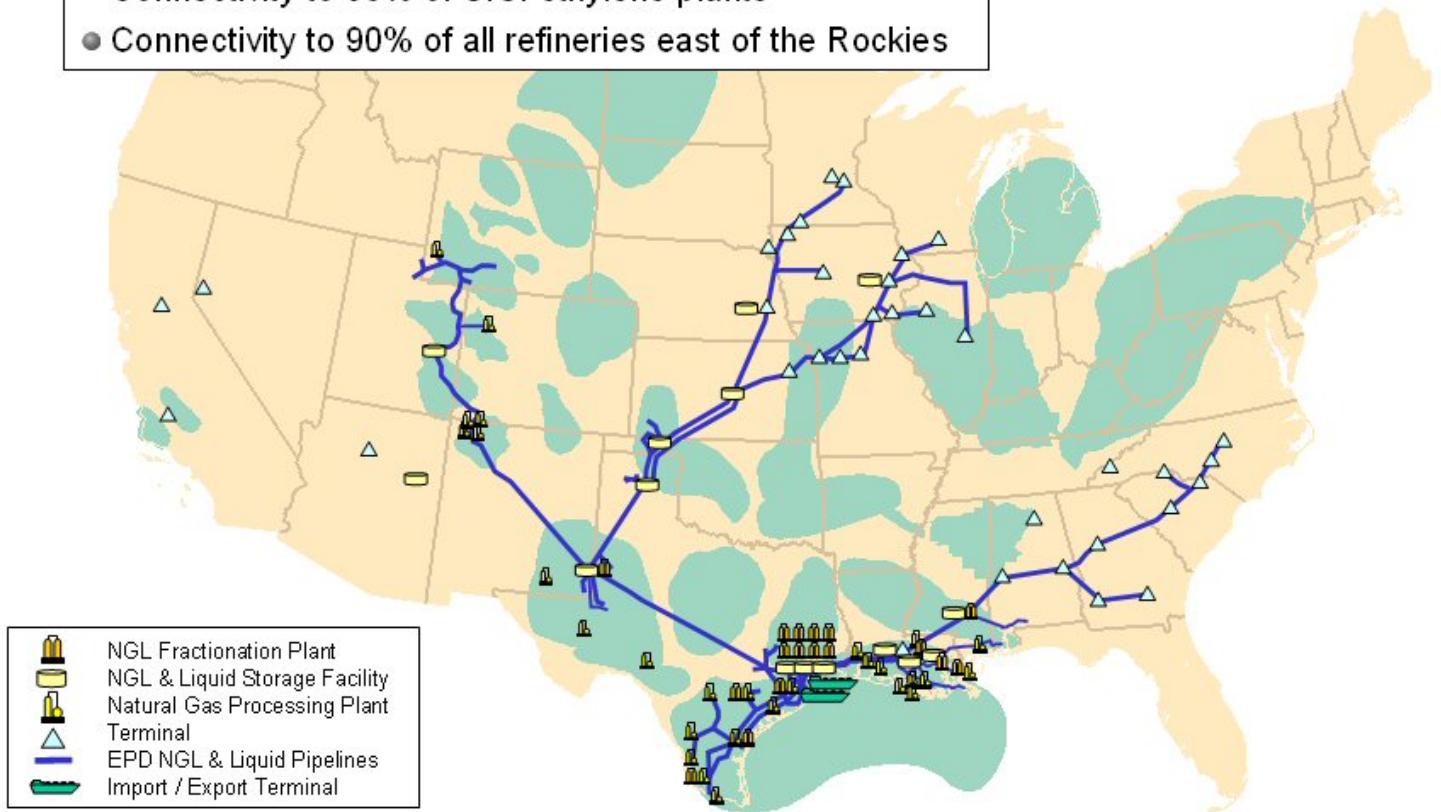 Connectivity to 90% of all refineries east of the Rockies
NGL Fractionation Plant
NGL & Liquid Storage Facility
Natural Gas Processing Plant
Terminal
EPD NGL & Liquid Pipelines
Import / Export Terminal